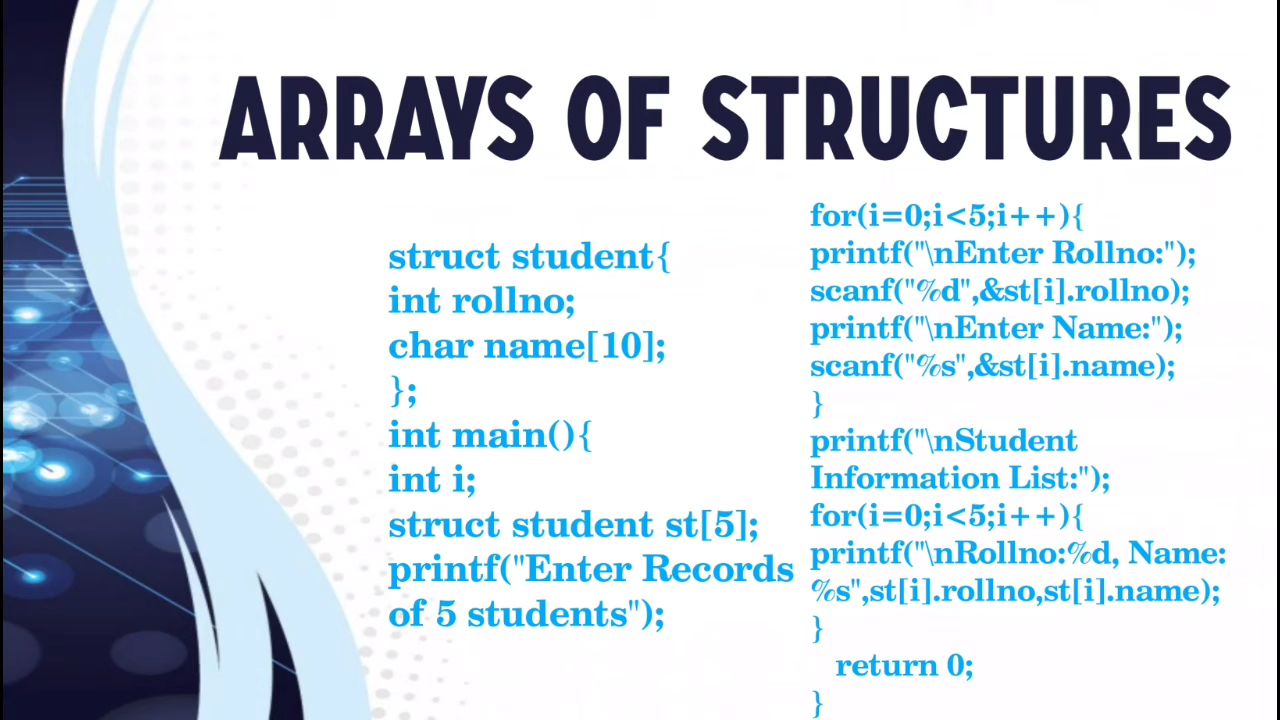 ARRAYS OF STRUCTURES
struct student{
int rollno;
char name[10];
};
int main(){
int i;
struct student st[5];
printf("Enter Records
of 5 students");
for(i=0;i<5;i++){
printf("\nEnter Rollno:");
scanf("%d",&st[i].rollno);
printf("\nEnter Name:");
scanf("%s",&st[i].name);
}
printf("\nStudent
Information List:");
for(i=0;i<5;i++){
printf("\nRollno:%d, Name:
%s",st[i].rollno,st[i].name);
}
return 0;
}